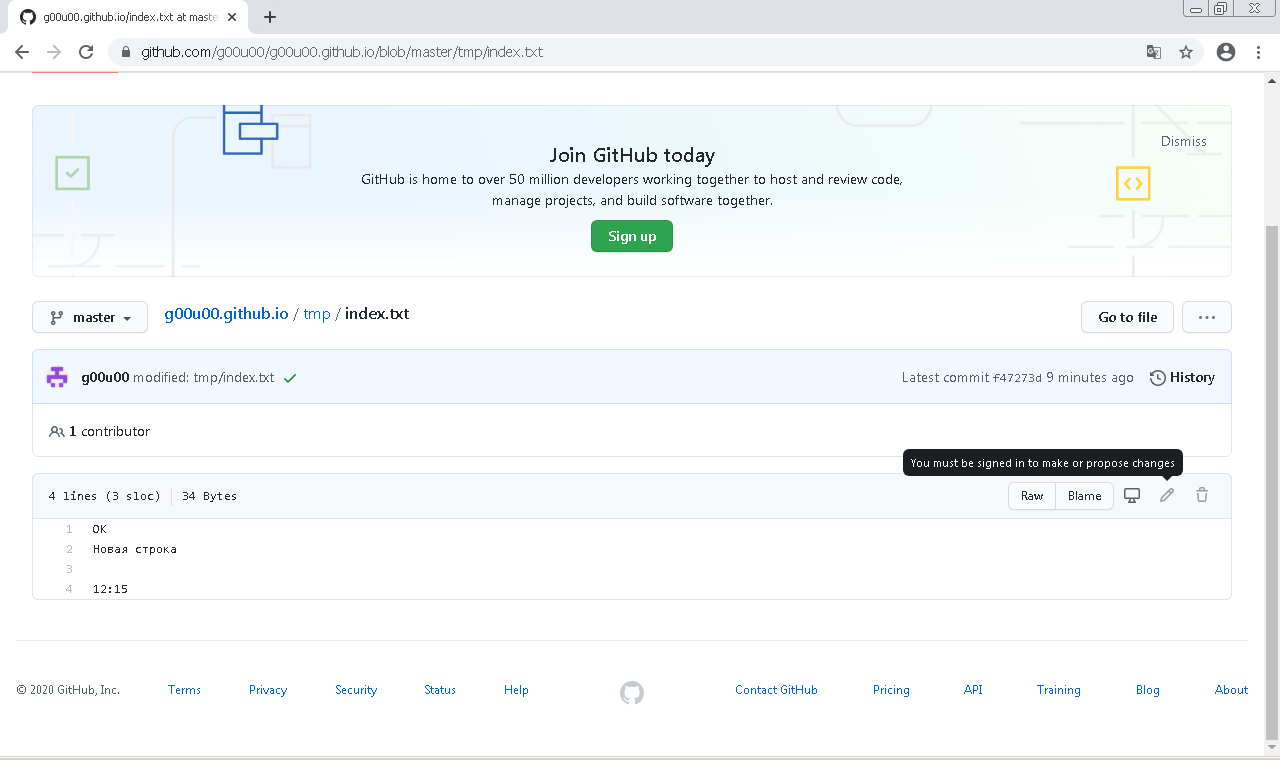 g00u00.github.io/index.txt at maste
github.com/g00u00/g00u00.github.io/blob/master/tmp/index.txt
Dismiss
Join GitHub today
GitHub is home to over 50 million developers working together to host and review code,
manage projects, and build software together.
Sign up
master g00u00.github.io / tmp / index.txt Go to file ...
g00u00 modified: tmp/index.txt Latest commit f47273d 9 minutes ago History
1 contributor
You must be signed in to make or propose changes
4 lines (3 sloc) 34 Bytes Raw Blame
1 OK
2 Новая строка
3
4 12:15
© 2020 GitHub, Inc. Terms Privacy Security Status Help Contact GitHub Pricing API Training Blog About